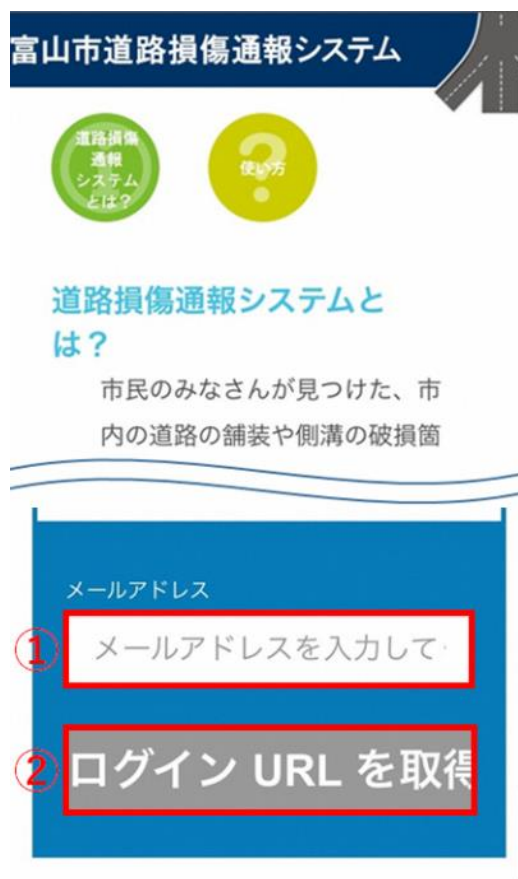 富山市道路損傷通報システム
道路損傷
通報
システム
とは?
使い方
道路損傷通報システムと
は?
市民のみなさんが見つけた、市
内の道路の舗装や側溝の破損箇
メールアドレス
① メールアドレスを入力して
② ログイン URL を取得